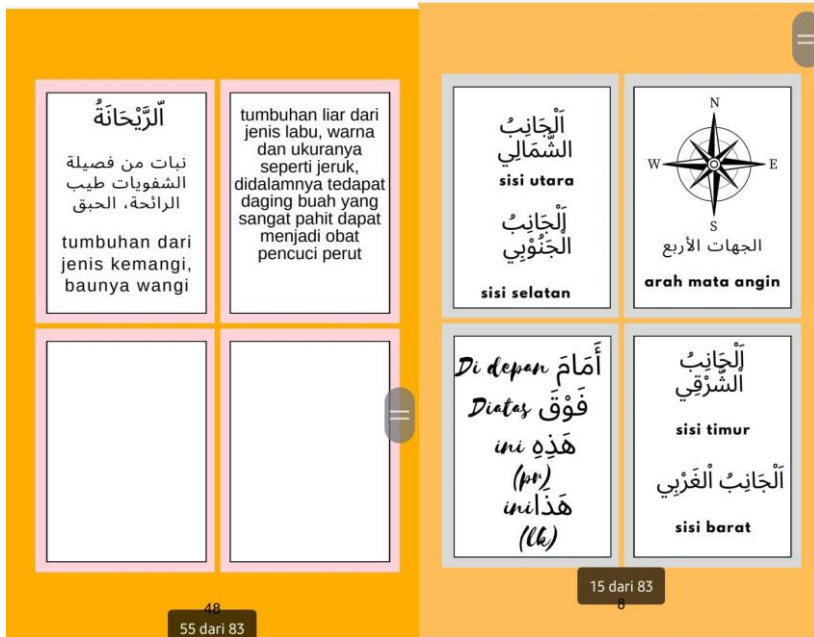 اَلرَّيْحَانَةُ
نبات من فصيلة
الشفويات طيب
الرائحة، الحبق
tumbuhan dari
jenis kemangi,
baunya wangi
tumbuhan liar dari
jenis labu, warna
dan ukuranya
seperti jeruk,
didalamnya tedapat
daging buah yang
sangat pahit dapat
menjadi obat
pencuci perut
48
55 dari 83
اَلْجَانِبُ
الشَّمَالِي
sisi utara
اَلْجَانِبُ
الْجَنُوْبِي
sisi selatan
N
W
E
S
الجهات الأربع
arah mata angin
Di depan أَمَامَ
Diatas فَوْقَ
ini هَذِهِ
(pr)
ini هَذَا
(lk)
اَلْجَانِبُ
الشَّرْقِي
sisi timur
اَلْجَانِبُ الْغَرْبِي
sisi barat
15 dari 83
8